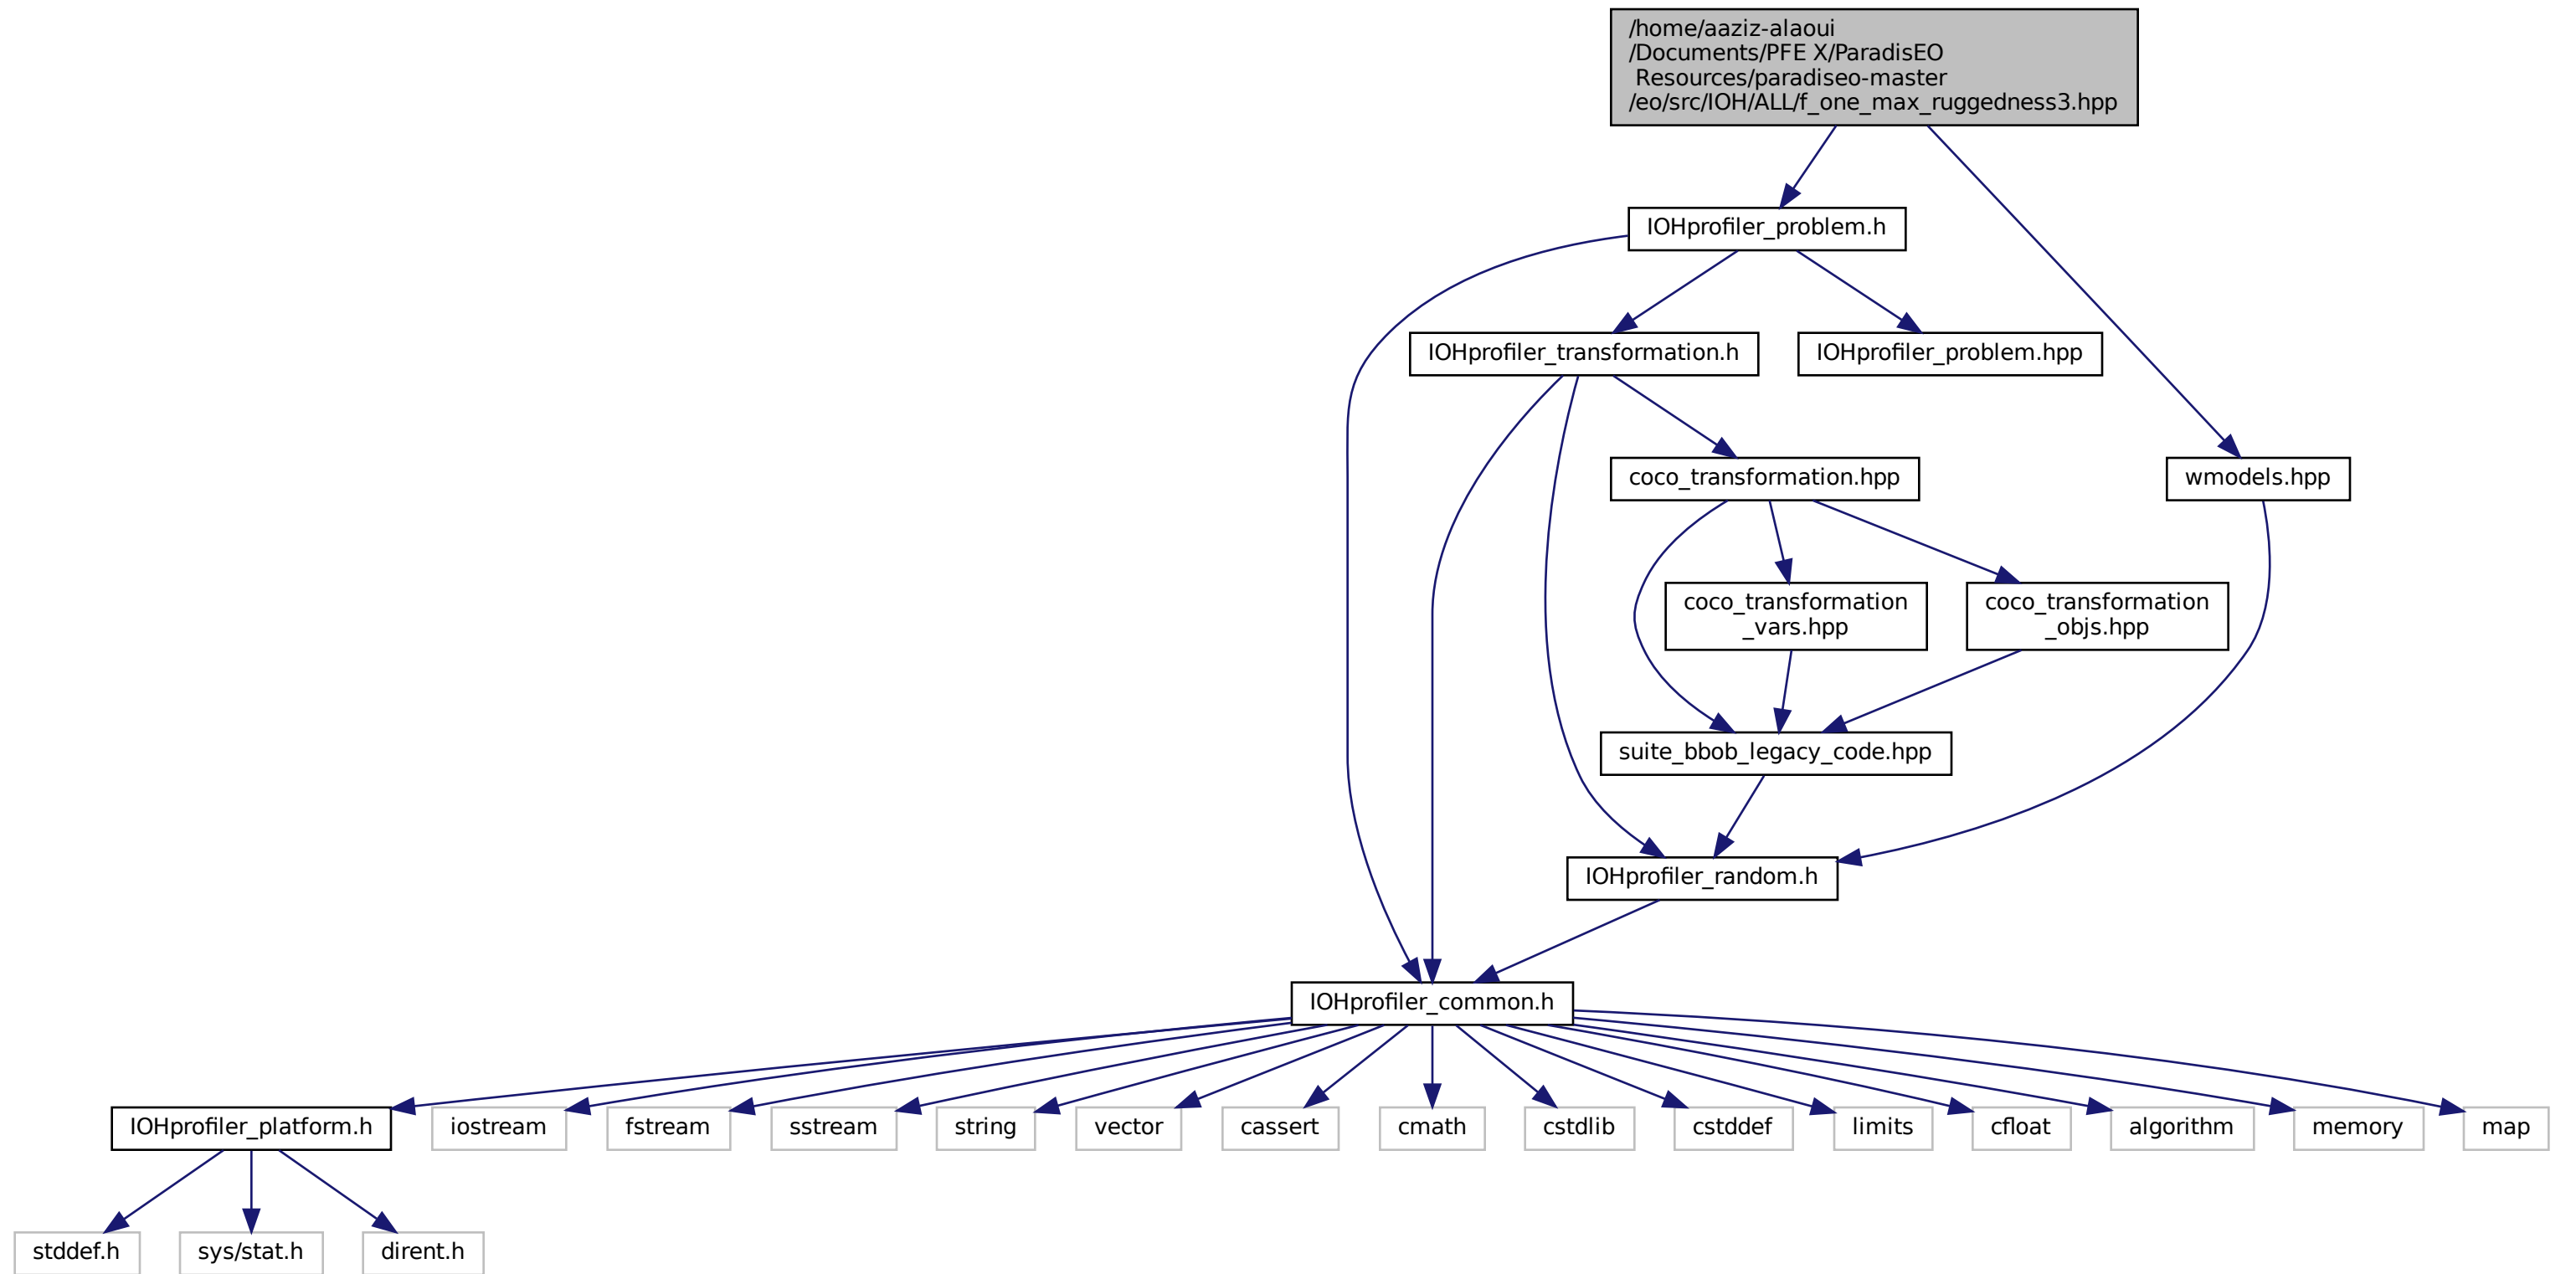 /home/aaziz-alaoui
/Documents/PFE X/ParadisEO
Resources/paradiseo-master
/eo/src/IOH/ALL/f_one_max_ruggedness3.hpp
IOHprofiler_problem.h
IOHprofiler_transformation.h
IOHprofiler_problem.hpp
coco_transformation.hpp
wmodels.hpp
coco_transformation
_vars.hpp
coco_transformation
_objs.hpp
suite_bbob_legacy_code.hpp
IOHprofiler_random.h
IOHprofiler_common.h
IOHprofiler_platform.h
iostream
fstream
sstream
string
vector
cassert
cmath
cstdlib
cstddef
limits
cfloat
algorithm
memory
map
stddef.h
sys/stat.h
dirent.h